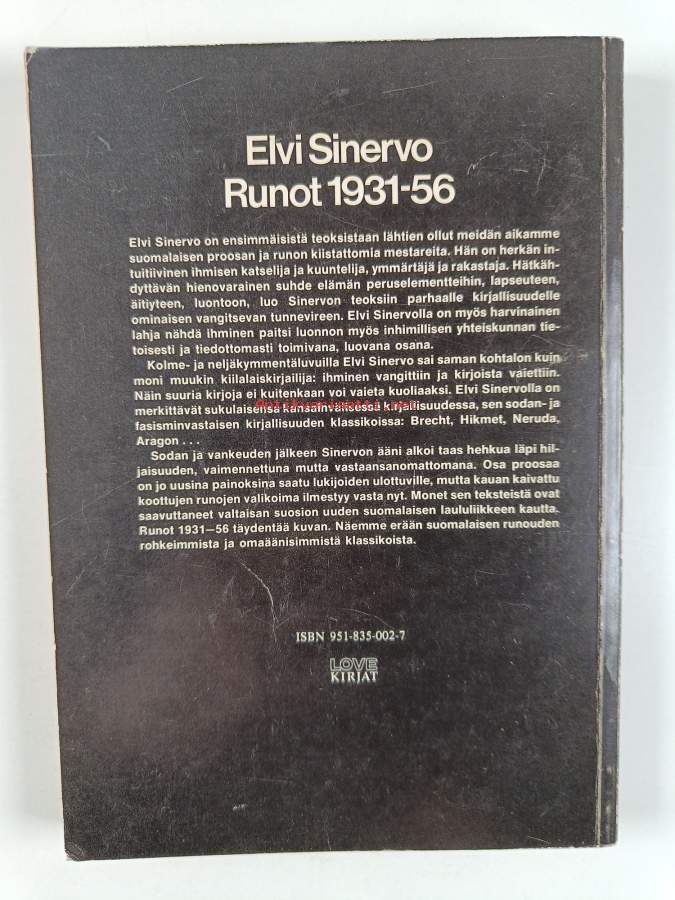 Elvi Sinervo
Runot 1931-56
Elvi Sinervo on ensimmäisistä teoksistaan lähtien ollut meidän aikamme
suomalaisen proosan ja runon kiistattomia mestareita. Hän on herkän in-
tuitiivinen ihmisen katselija ja kuuntelija, ymmärtäjä ja rakastaja. Hätkäh-
dyttävän hienovarainen suhde elämän peruselementteihin, lapseuteen,
äitiyteen, luontoon, luo Sinervon teoksiin parhaalle kirjallisuudelle
ominaisen vangitsevan tunnevireen. Elvi Sinervolla on myös harvinainen
lahja nähdä ihminen paitsi luonnon myös inhimillisen yhteiskunnan tie-
toisesti ja tiedottomasti toimivana, luovana osana.
Kolme- ja neljäkymmentäluvuilla Elvi Sinervo sai saman kohtalon kuin
moni muukin kiilalaiskirjailija: ihminen vangittiin ja kirjoista vaiettiin.
Näin suuria kirjoja ei kuitenkaan voi vaieta kuoliaaksi. Elvi Sinervolla on
merkittävät sukulaisensa kansainvälisessä kirjallisuudessa, sen sodan- ja
fasisminvastaisen kirjallisuuden klassikoissa: Brecht, Hikmet, Neruda,
Aragon . . .
Sodan ja vankeuden jälkeen Sinervon ääni alkoi taas hehkua läpi hil-
jaisuuden, vaimennettuna mutta vastaansanomattomana. Osa proosaa
on jo uusina painoksina saatu lukijoiden ulottuville, mutta kauan kaivattu
koottujen runojen valikoima ilmestyy vasta nyt. Monet sen teksteistä ovat
saavuttaneet valtaisan suosion uuden suomalaisen laululiikkeen kautta.
Runot 1931—56 täydentää kuvan. Näemme erään suomalaisen runouden
rohkeimmista ja omaäänisimmistä klassikoista.
ISBN 951-835-002-7
LOVE
KIRJAT